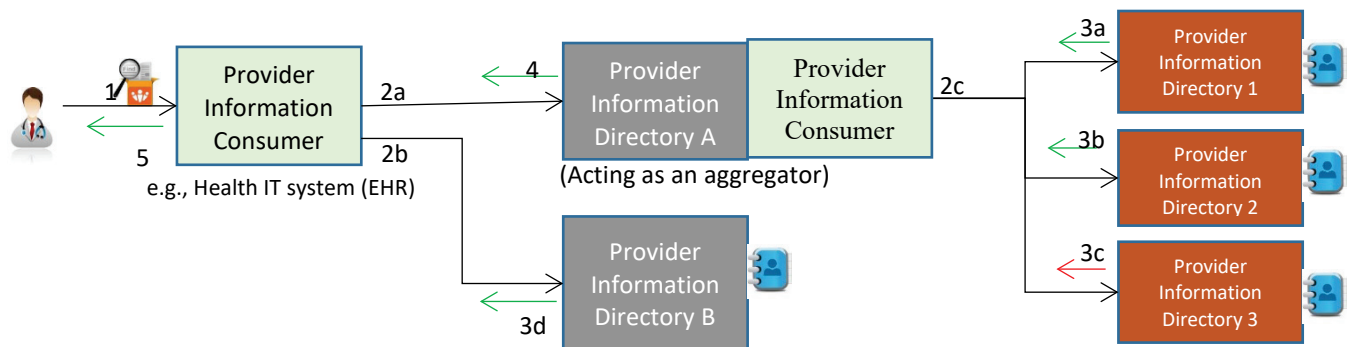 1
5
Provider
Information
Consumer
e.g., Health IT system (EHR)
2a
2b
4
Provider
Information
Directory A
Provider
Information
Consumer
(Acting as an aggregator)
2c
3d
Provider
Information
Directory B
3a
Provider
Information
Directory 1
3b
Provider
Information
Directory 2
3c
Provider
Information
Directory 3